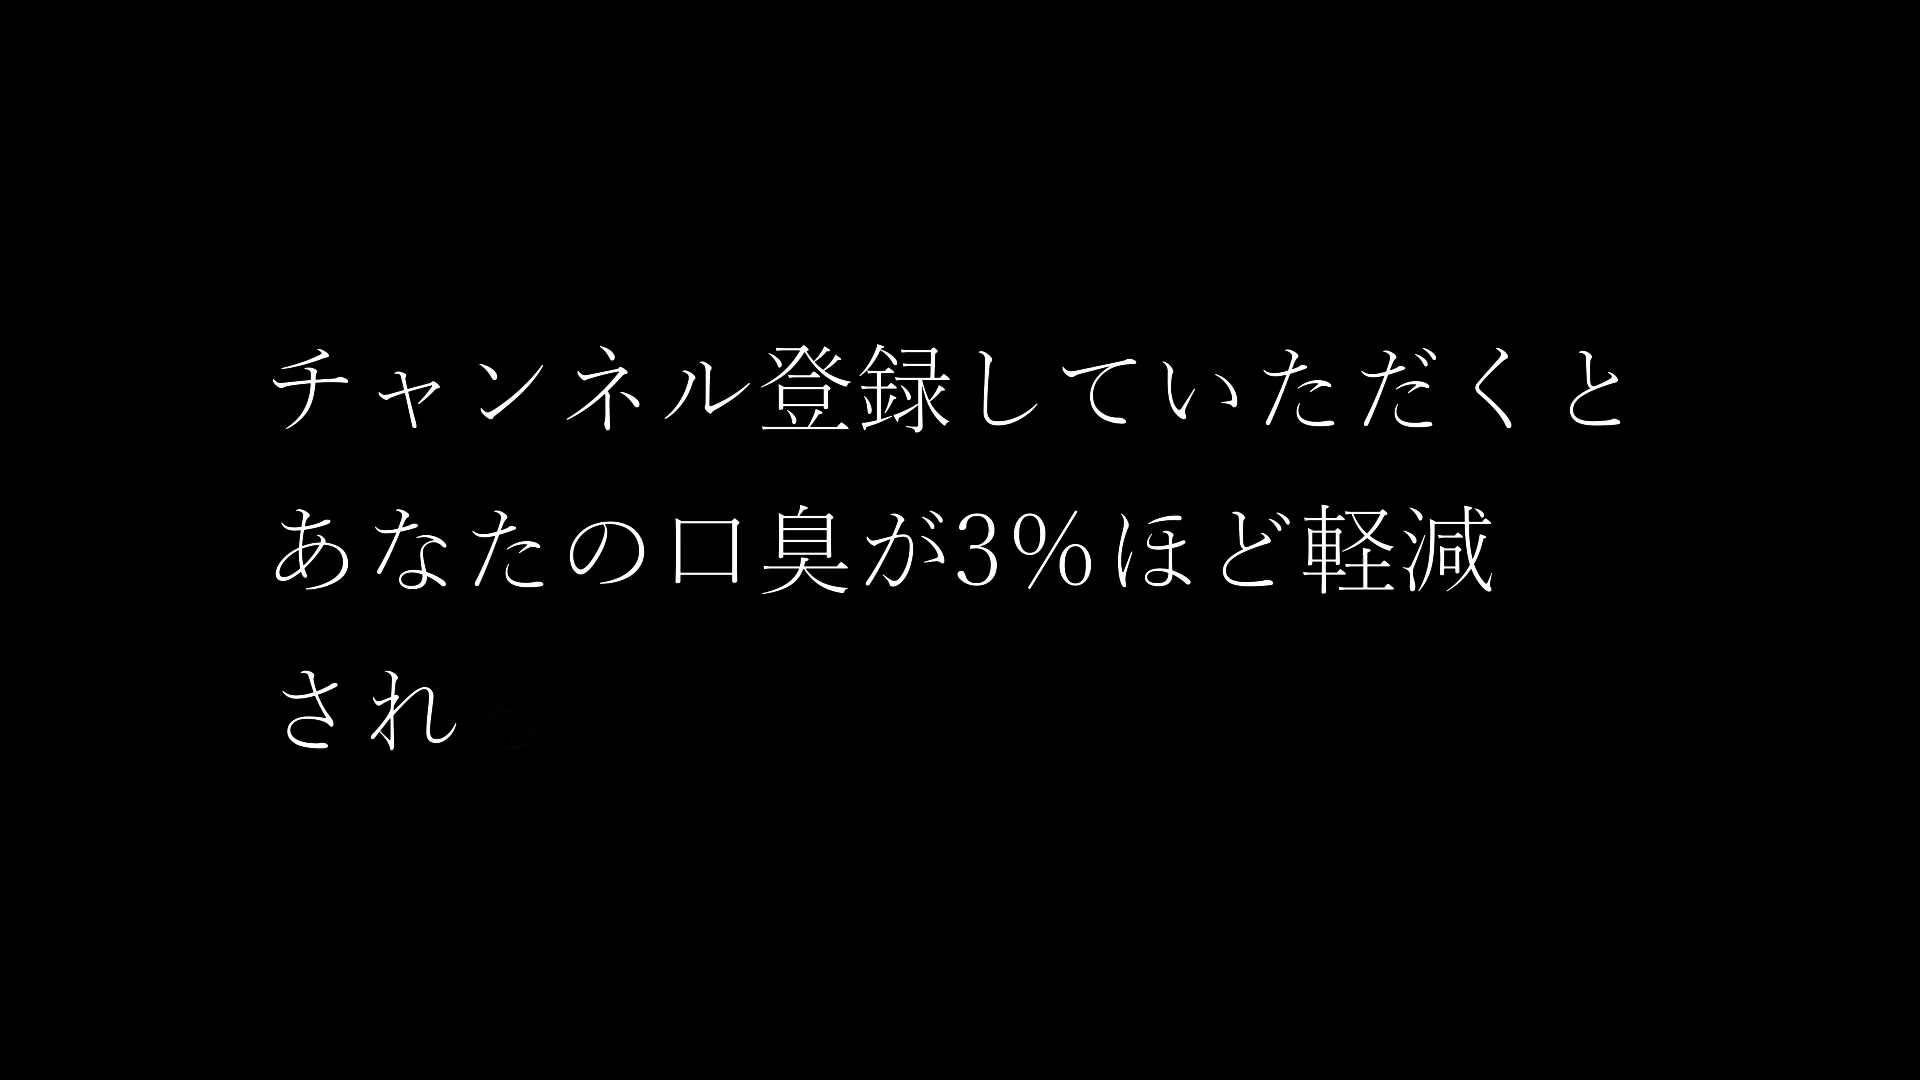 チャンネル登録していただくと
あなたの口臭が3%ほど軽減
される